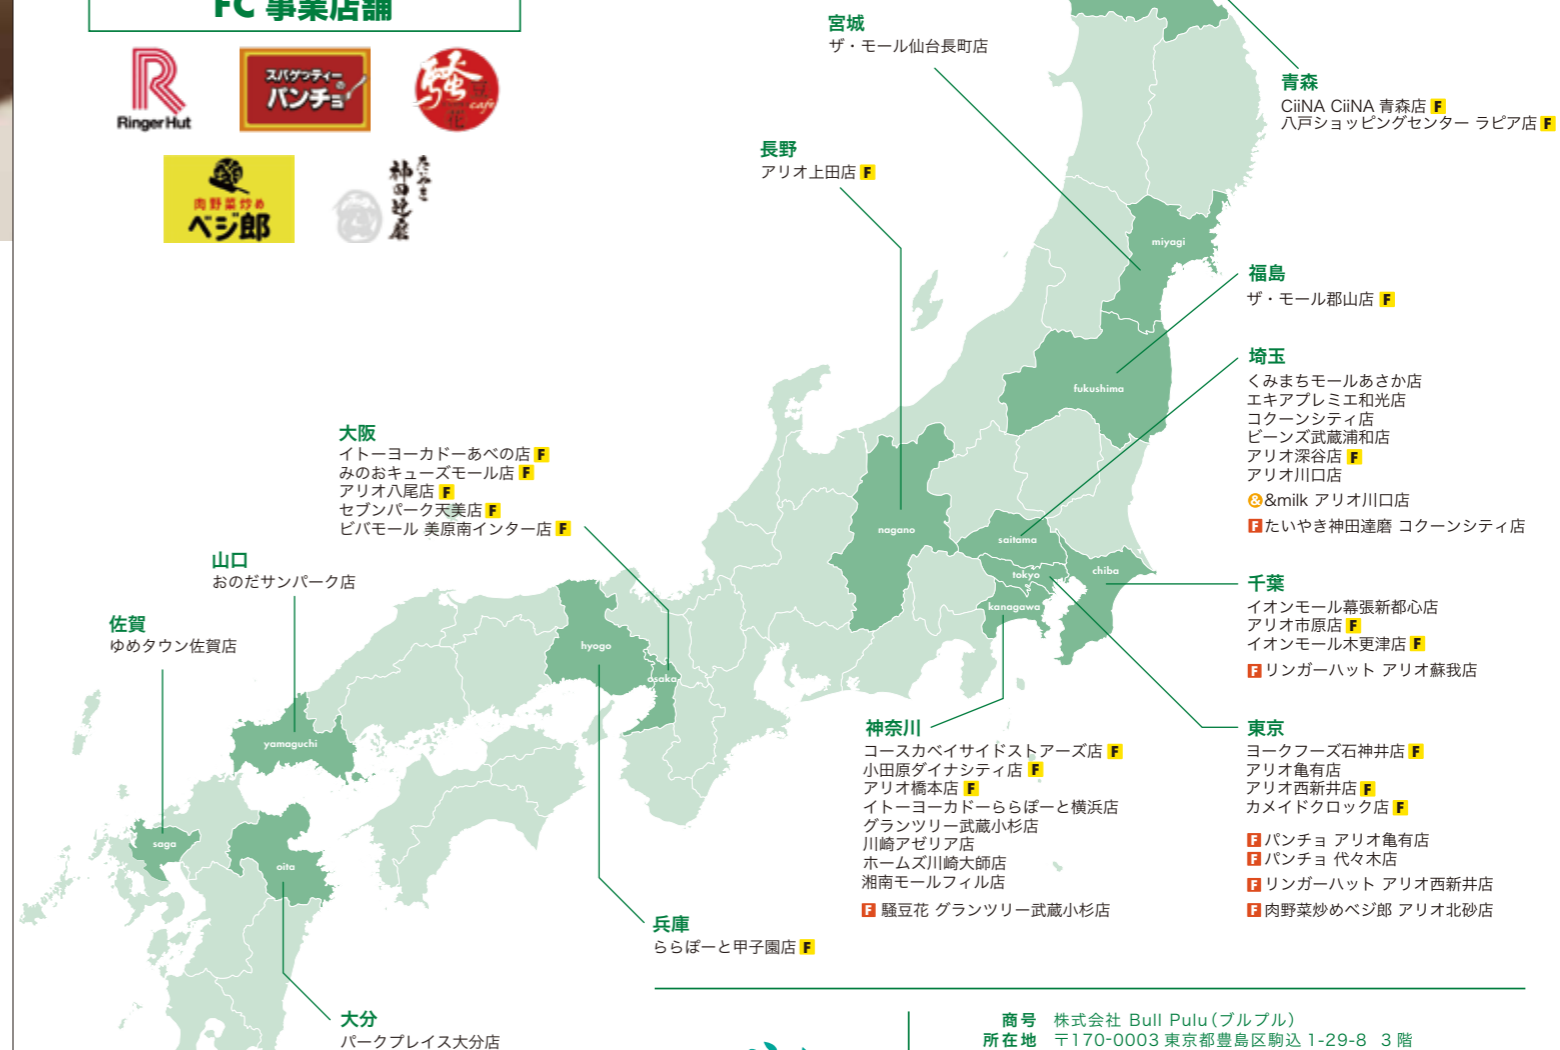 FC 事業店舗
RingerHut
スパゲッティーの
パンチョ
騒
cafe
花
肉野菜炒め
ベジ郎
たいやき
神田達磨
宮城
ザ・モール仙台長町店
青森
CiiNA CiiNA 青森店 F
八戸ショッピングセンター ラピア店 F
長野
アリオ上田店 F
miyagi
福島
ザ・モール郡山店 F
fukushima
埼玉
くみまちモールあさか店
エキアプレミエ和光店
コクーンシティ店
ビーンズ武蔵浦和店
アリオ深谷店 F
アリオ川口店
& &milk アリオ川口店
F たいやき神田達磨 コクーンシティ店
大阪
イトーヨーカドーあべの店 F
みのおキューズモール店 F
アリオ八尾店 F
セブンパーク天美店 F
ビバモール 美原南インター店 F
nagano
saitama
tokyo
chiba
kanagawa
山口
おのだサンパーク店
千葉
イオンモール幕張新都心店
アリオ市原店 F
イオンモール木更津店 F
F リンガーハット アリオ蘇我店
佐賀
ゆめタウン佐賀店
hyogo
osaka
yamaguchi
saga
oita
神奈川
コースカベイサイドストアーズ店 F
小田原ダイナシティ店 F
アリオ橋本店 F
イトーヨーカドーららぽーと横浜店
グランツリー武蔵小杉店
川崎アゼリア店
ホームズ川崎大師店
湘南モールフィル店
F 騒豆花 グランツリー武蔵小杉店
東京
ヨークフーズ石神井店 F
アリオ亀有店
アリオ西新井店 F
カメイドクロック店 F
F パンチョ アリオ亀有店
F パンチョ 代々木店
F リンガーハット アリオ西新井店
F 肉野菜炒めベジ郎 アリオ北砂店
兵庫
ららぽーと甲子園店 F
大分
パークプレイス大分店
商号 株式会社 Bull Pulu(ブルプル)
所在地 〒170-0003 東京都豊島区駒込 1-29-8 3 階